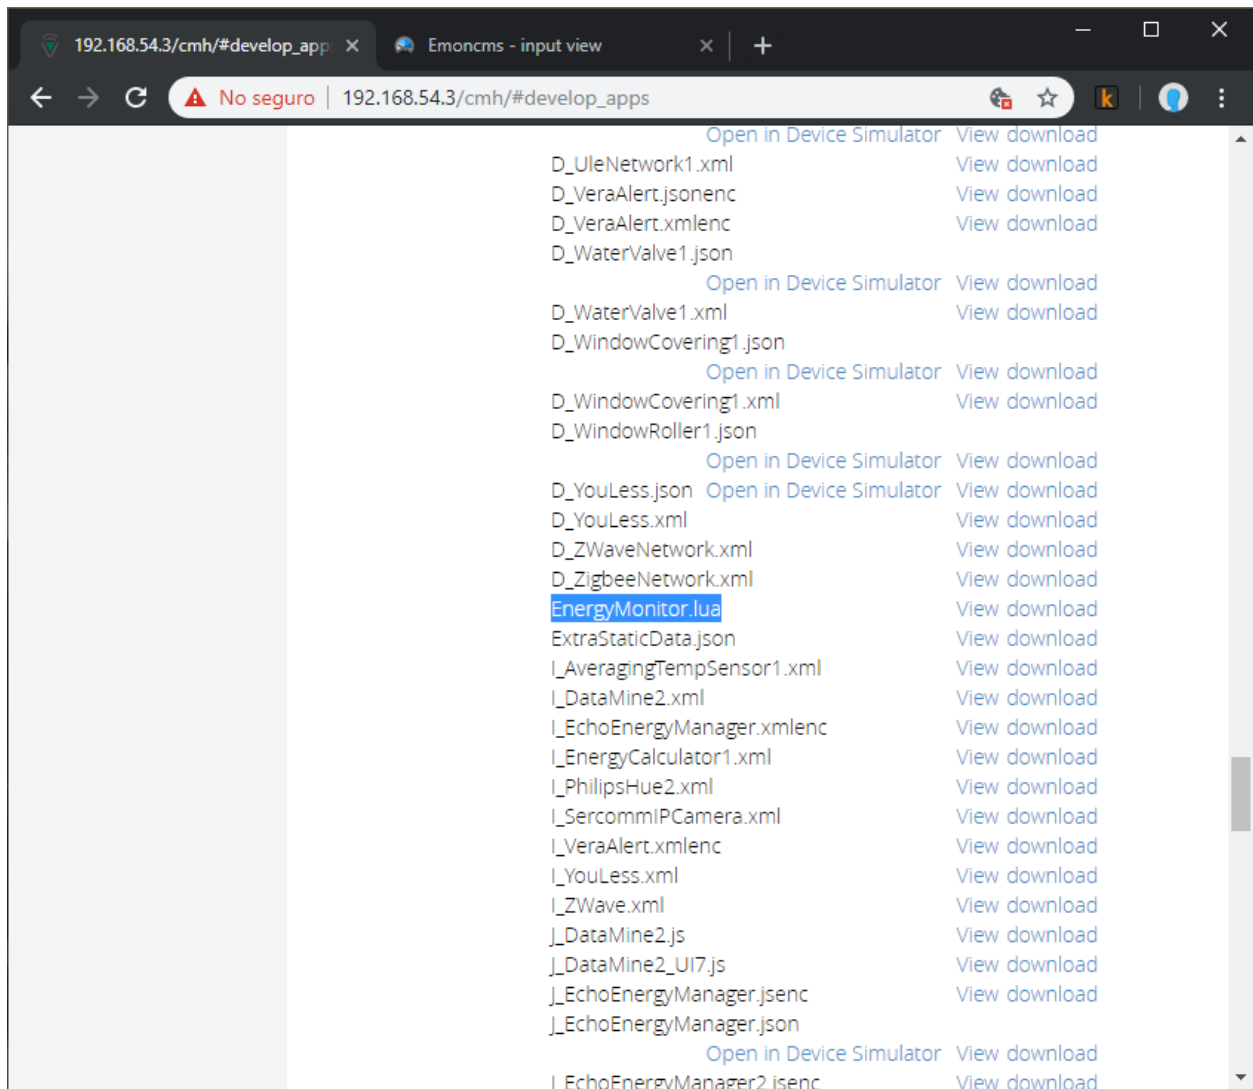 192.168.54.3/cmh/#develop_app
Emoncms - input view
No seguro
192.168.54.3/cmh/#develop_apps
k
Open in Device Simulator View download
D_UleNetwork1.xml View download
D_VeraAlert.jsonenc View download
D_VeraAlert.xmlenc View download
D_WaterValve1.json
Open in Device Simulator View download
D_WaterValve1.xml View download
D_WindowCovering1.json
Open in Device Simulator View download
D_WindowCovering1.xml View download
D_WindowRoller1.json
Open in Device Simulator View download
D_YouLess.json Open in Device Simulator View download
D_YouLess.xml View download
D_ZWaveNetwork.xml View download
D_ZigbeeNetwork.xml View download
EnergyMonitor.lua View download
ExtraStaticData.json View download
I_AveragingTempSensor1.xml View download
I_DataMine2.xml View download
I_EchoEnergyManager.xmlenc View download
I_EnergyCalculator1.xml View download
I_PhilipsHue2.xml View download
I_SercommIPCamera.xml View download
I_VeraAlert.xmlenc View download
I_YouLess.xml View download
I_ZWave.xml View download
J_DataMine2.js View download
J_DataMine2_UI7.js View download
J_EchoEnergyManager.jsenc View download
J_EchoEnergyManager.json
Open in Device Simulator View download
J_EchoEnergyManager2.jsenc View download